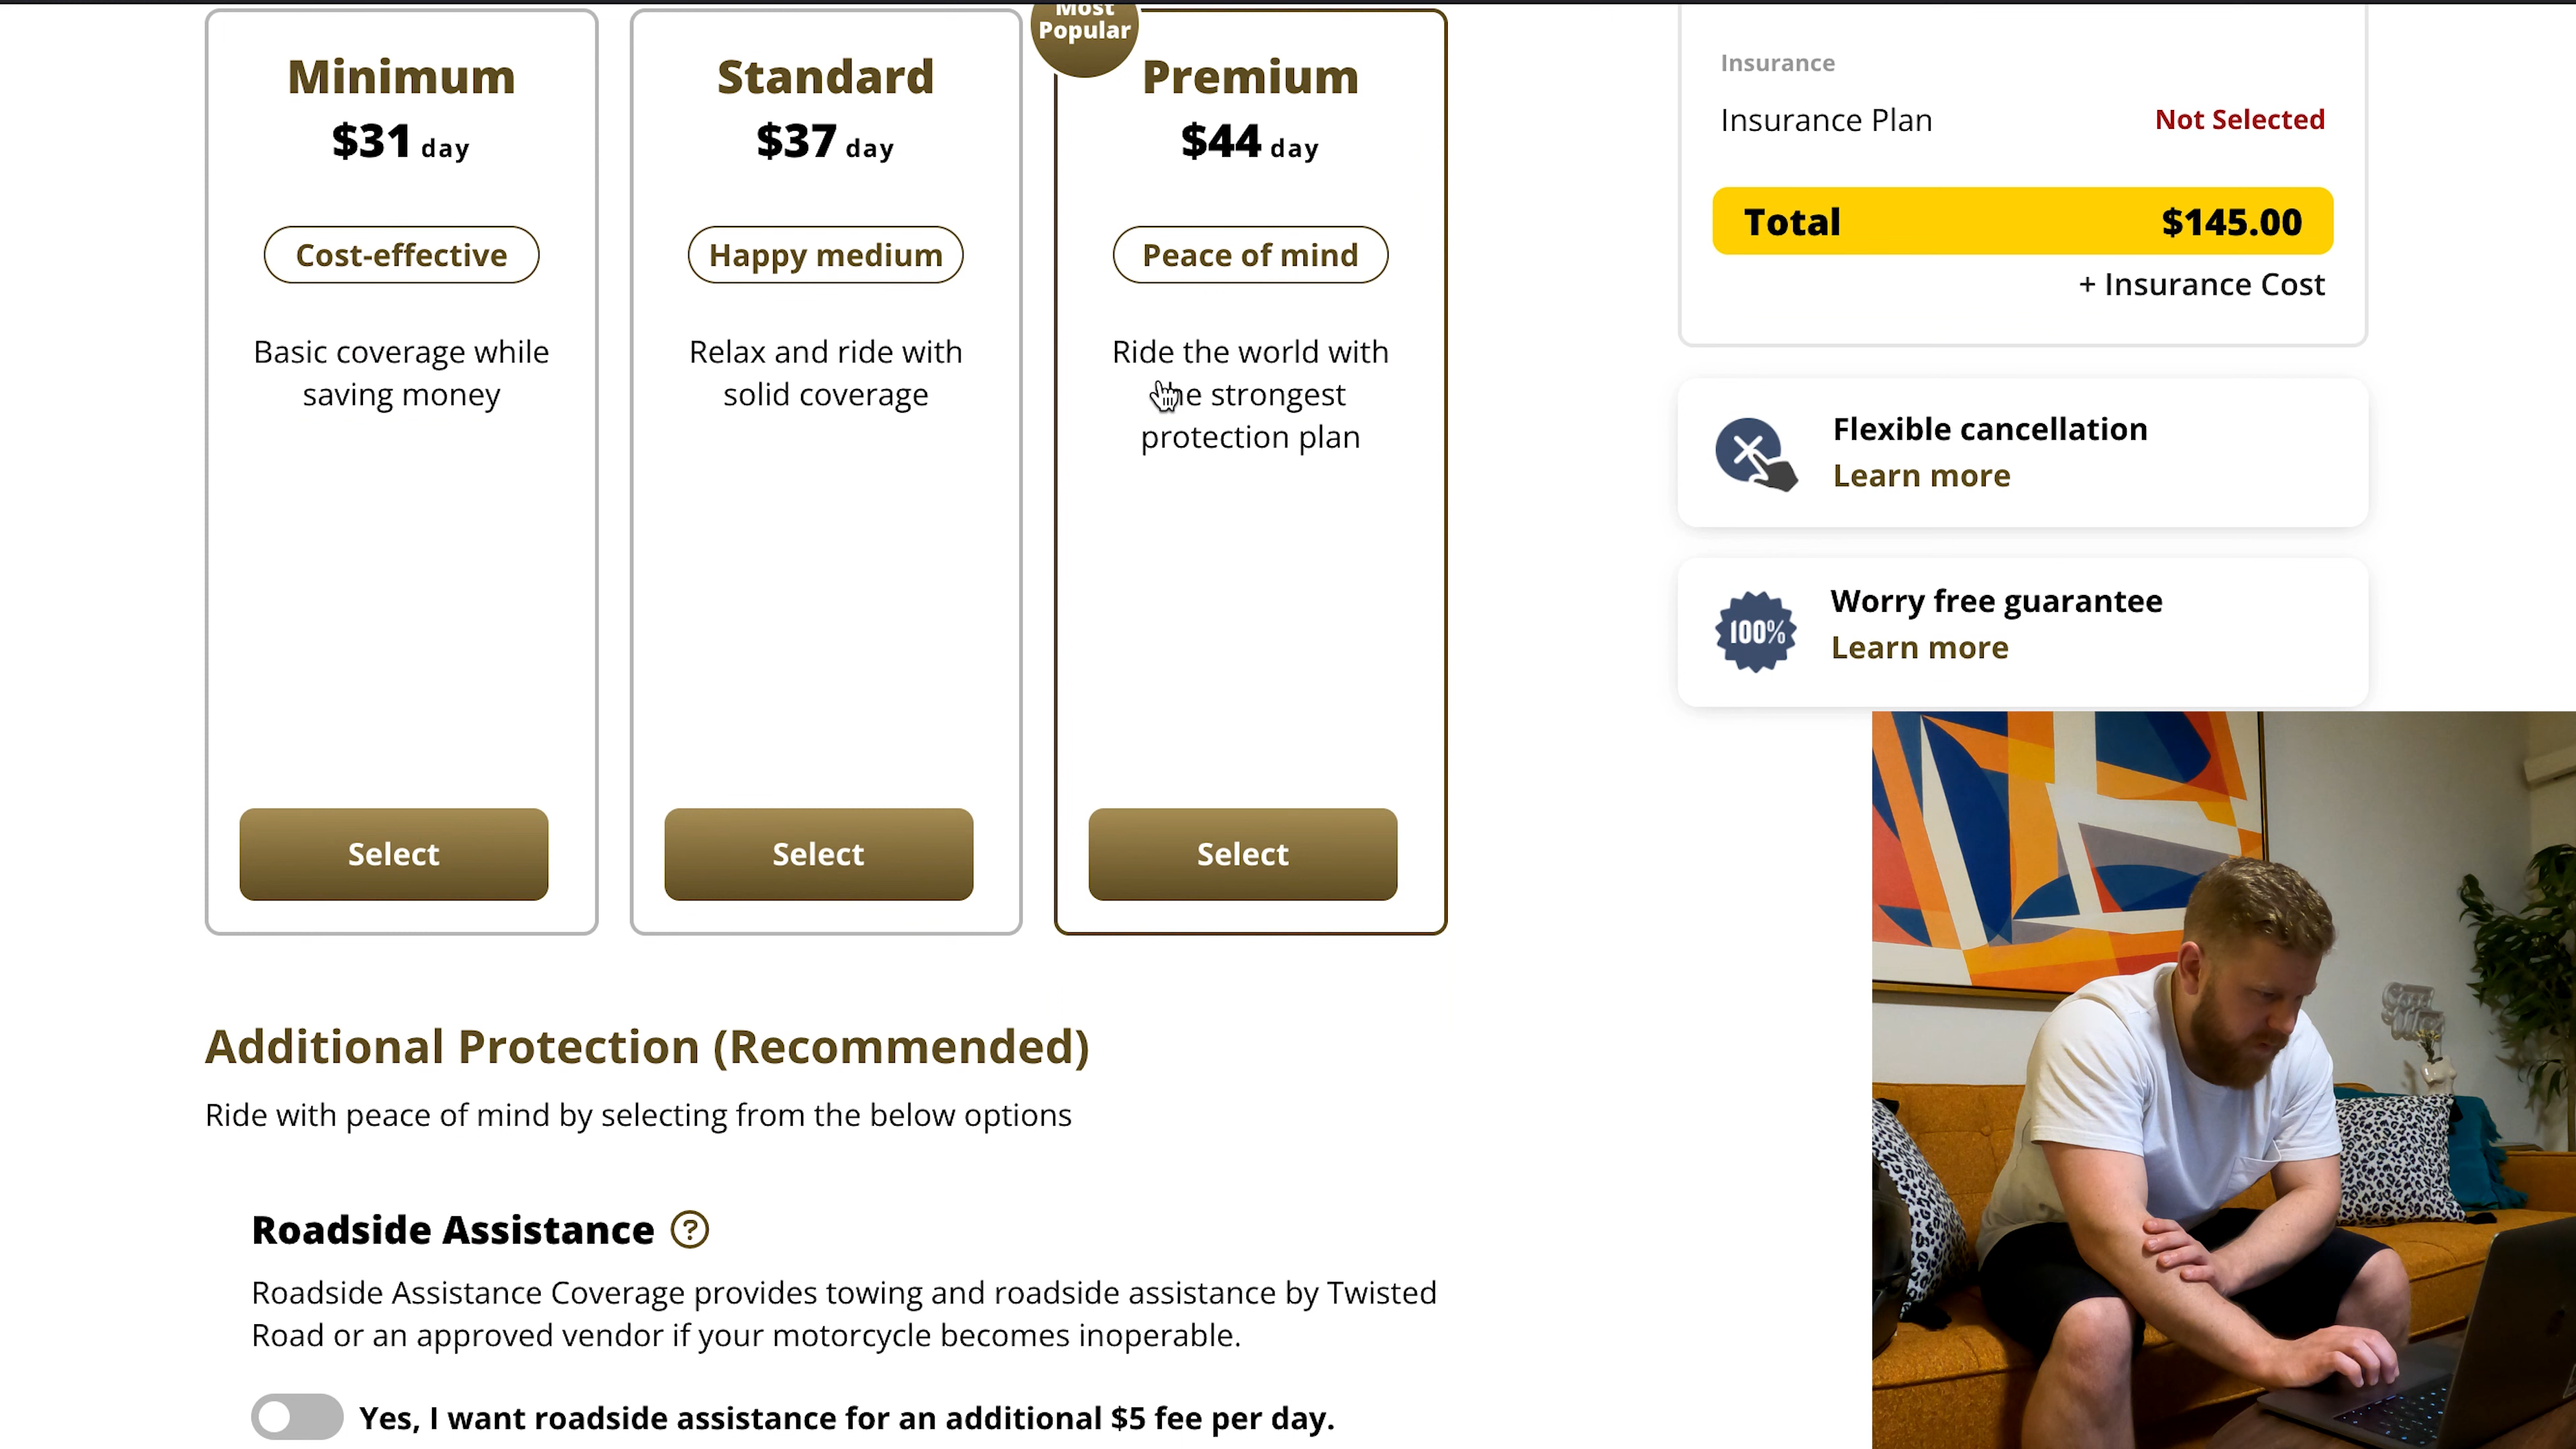 Most
Popular
Minimum
$31 day
Cost-effective
Basic coverage while
saving money
Select
Standard
$37 day
Happy medium
Relax and ride with
solid coverage
Select
Premium
$44 day
Peace of mind
Ride the world with
the strongest
protection plan
Select
Additional Protection (Recommended)
Ride with peace of mind by selecting from the below options
Roadside Assistance ?
Roadside Assistance Coverage provides towing and roadside assistance by Twisted
Road or an approved vendor if your motorcycle becomes inoperable.
Yes, I want roadside assistance for an additional $5 fee per day.
Insurance
Insurance Plan Not Selected
Total $145.00
+ Insurance Cost
Flexible cancellation
Learn more
100%
Worry free guarantee
Learn more